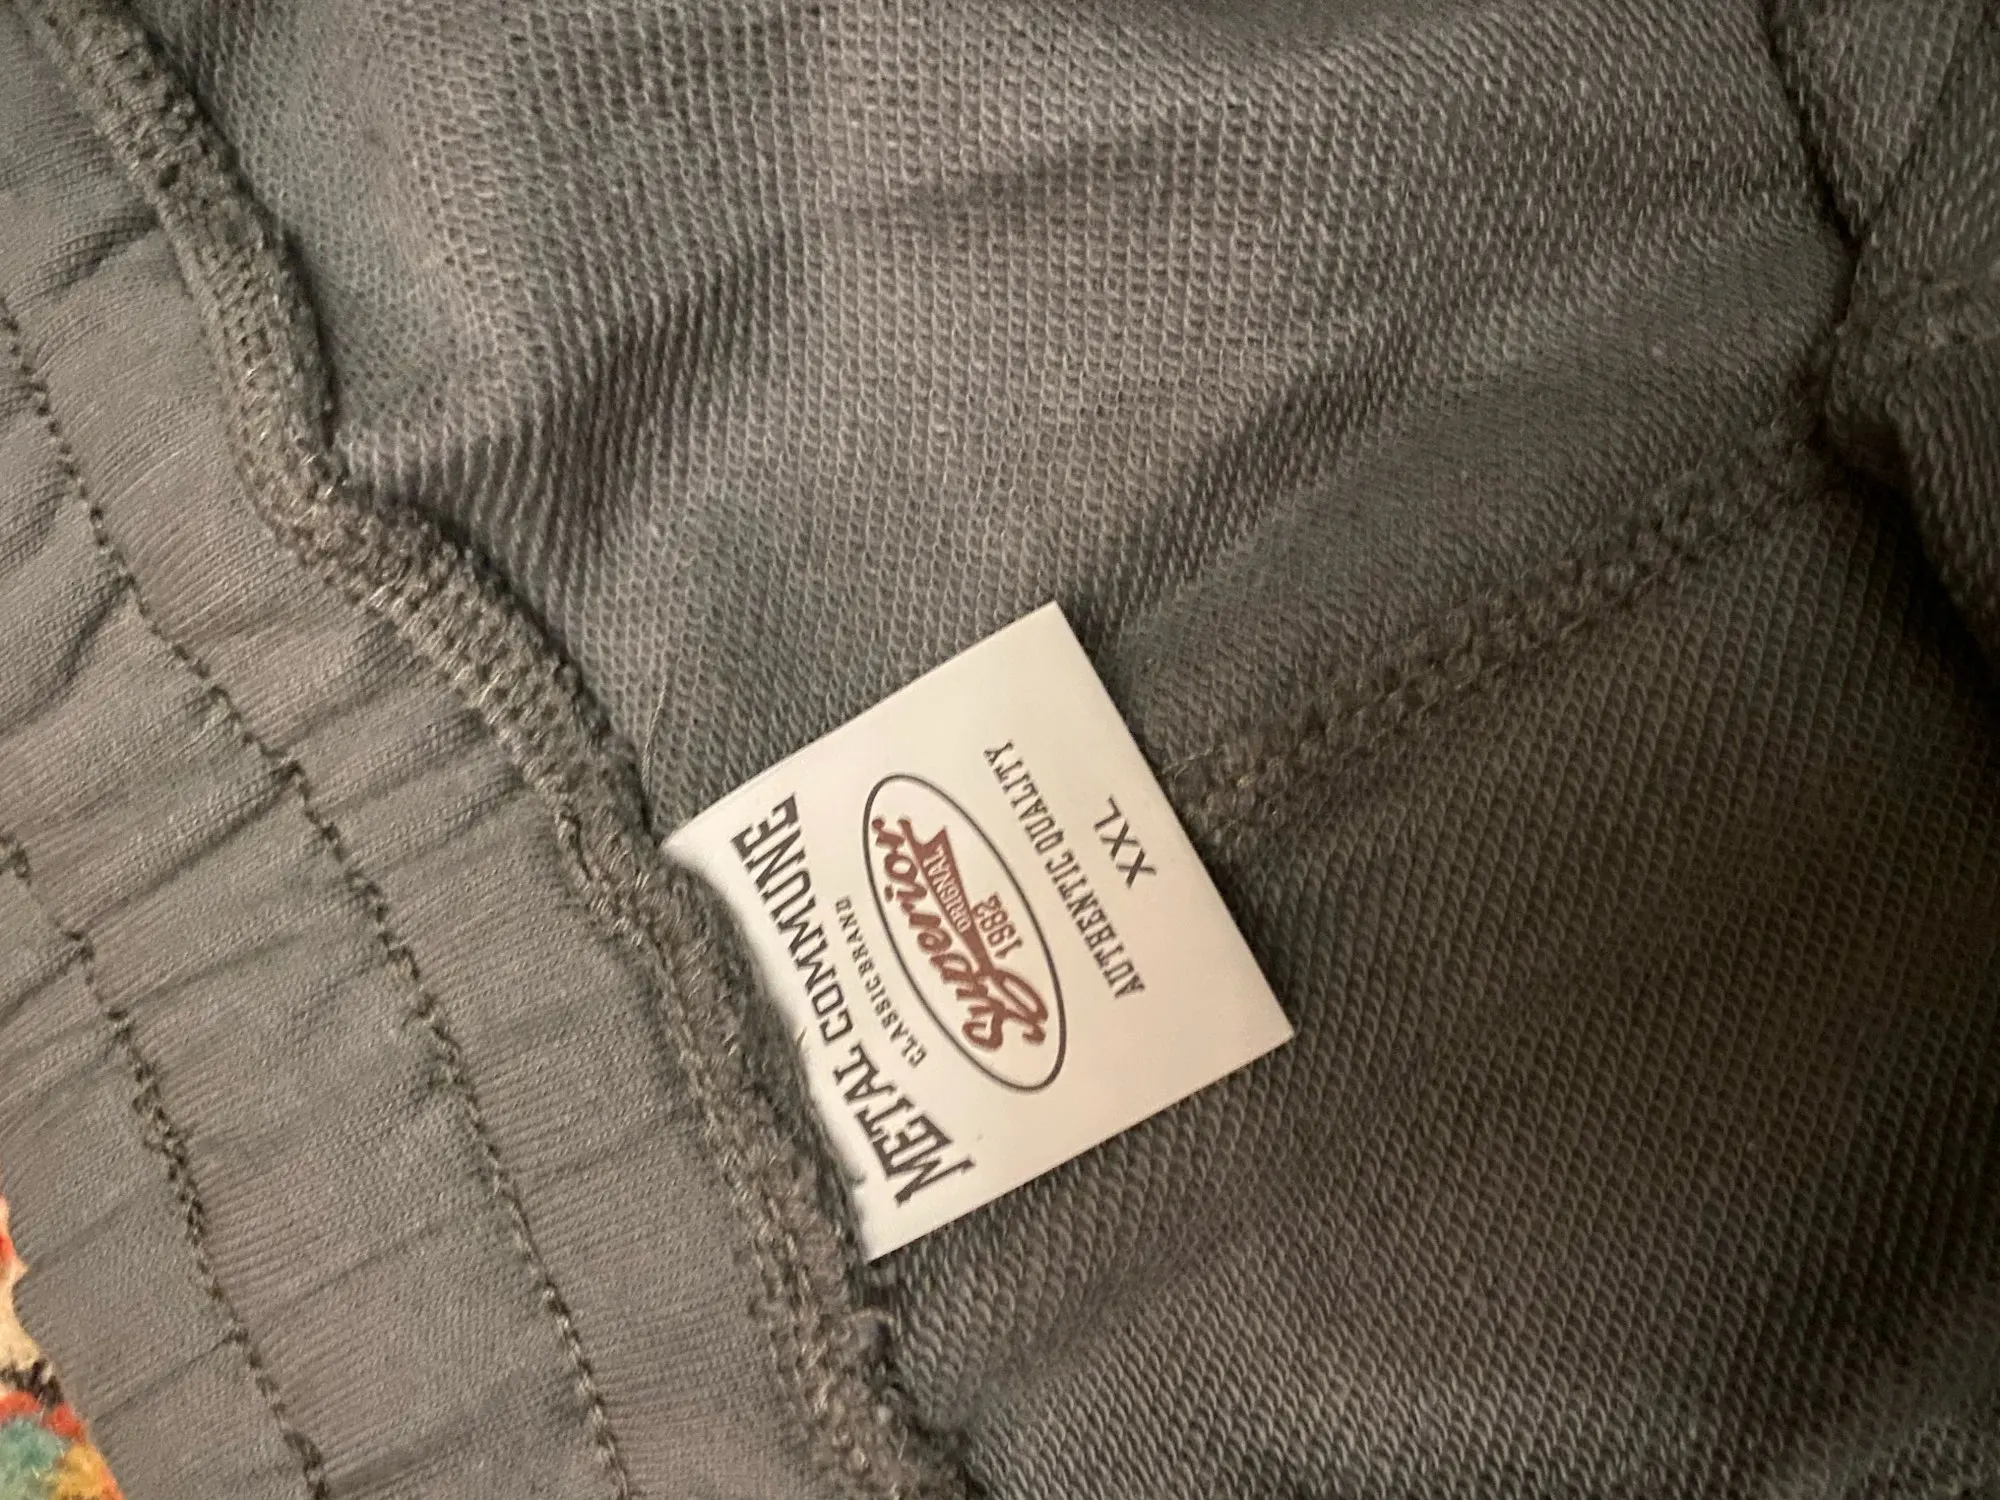 METAL COMMUNE
CLASSIC BRAND
Superior
ORIGINAL
1982
AUTHENTIC QUALITY
XXL